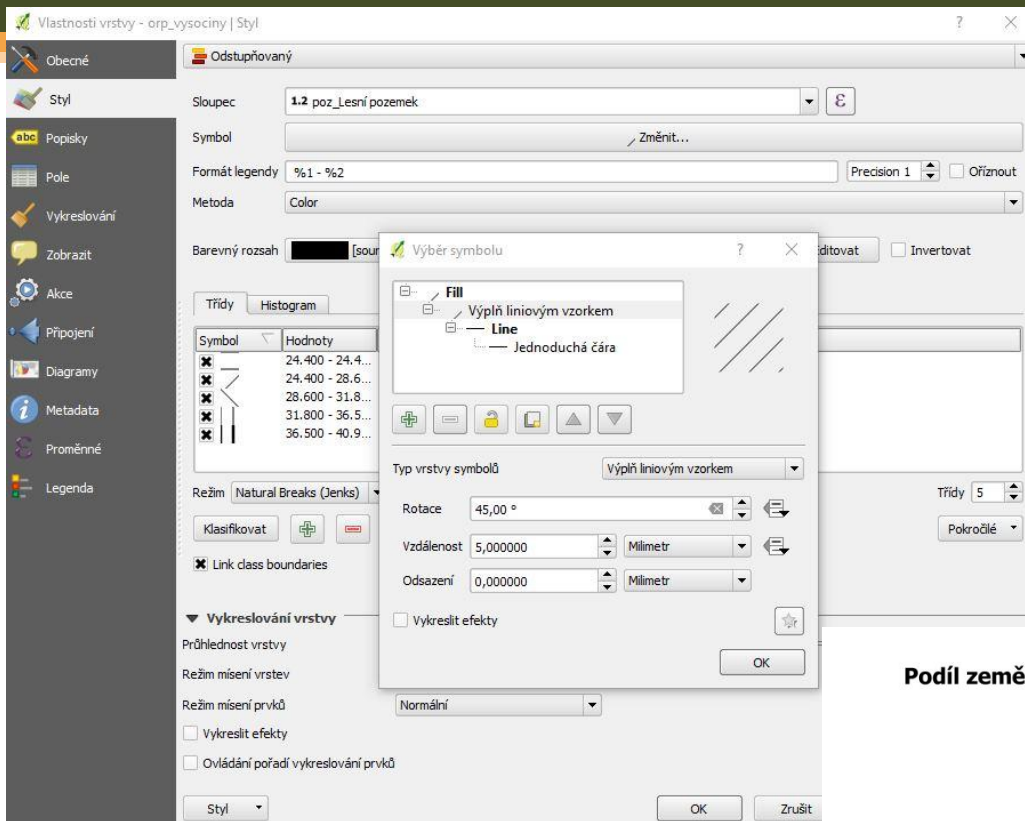 Vlastnosti vrstvy - orp_vysociny | Styl
Obecné
Styl
abc Popisky
Pole
Vykreslování
Zobrazit
Akce
Připojení
Diagramy
Metadata
Proměnné
Legenda
Odstupňovaný
Sloupec 1.2 poz_Lesní pozemek ε
Symbol Změnit...
Formát legendy %1 - %2 Precision 1 Oříznout
Metoda Color
Barevný rozsah [sour ditovat Invertovat
Třídy Histogram
Symbol Hodnoty
24.400 - 24.4...
24.400 - 28.6...
28.600 - 31.8...
31.800 - 36.5...
36.500 - 40.9...
Režim Natural Breaks (Jenks) Třídy 5
Klasifikovat Pokročilé
Link class boundaries
Vykreslování vrstvy
Průhlednost vrstvy
Režim mísení vrstev
Režim mísení prvků Normální
Vykreslit efekty
Ovládání pořadí vykreslování prvků
Styl OK Zrušit
Výběr symbolu
Fill
Výplň liniovým vzorkem
Line
Jednoduchá čára
Typ vrstvy symbolů Výplň liniovým vzorkem
Rotace 45,00 °
Vzdálenost 5,000000 Milimetr
Odsazení 0,000000 Milimetr
Vykreslit efekty
OK
Podíl země